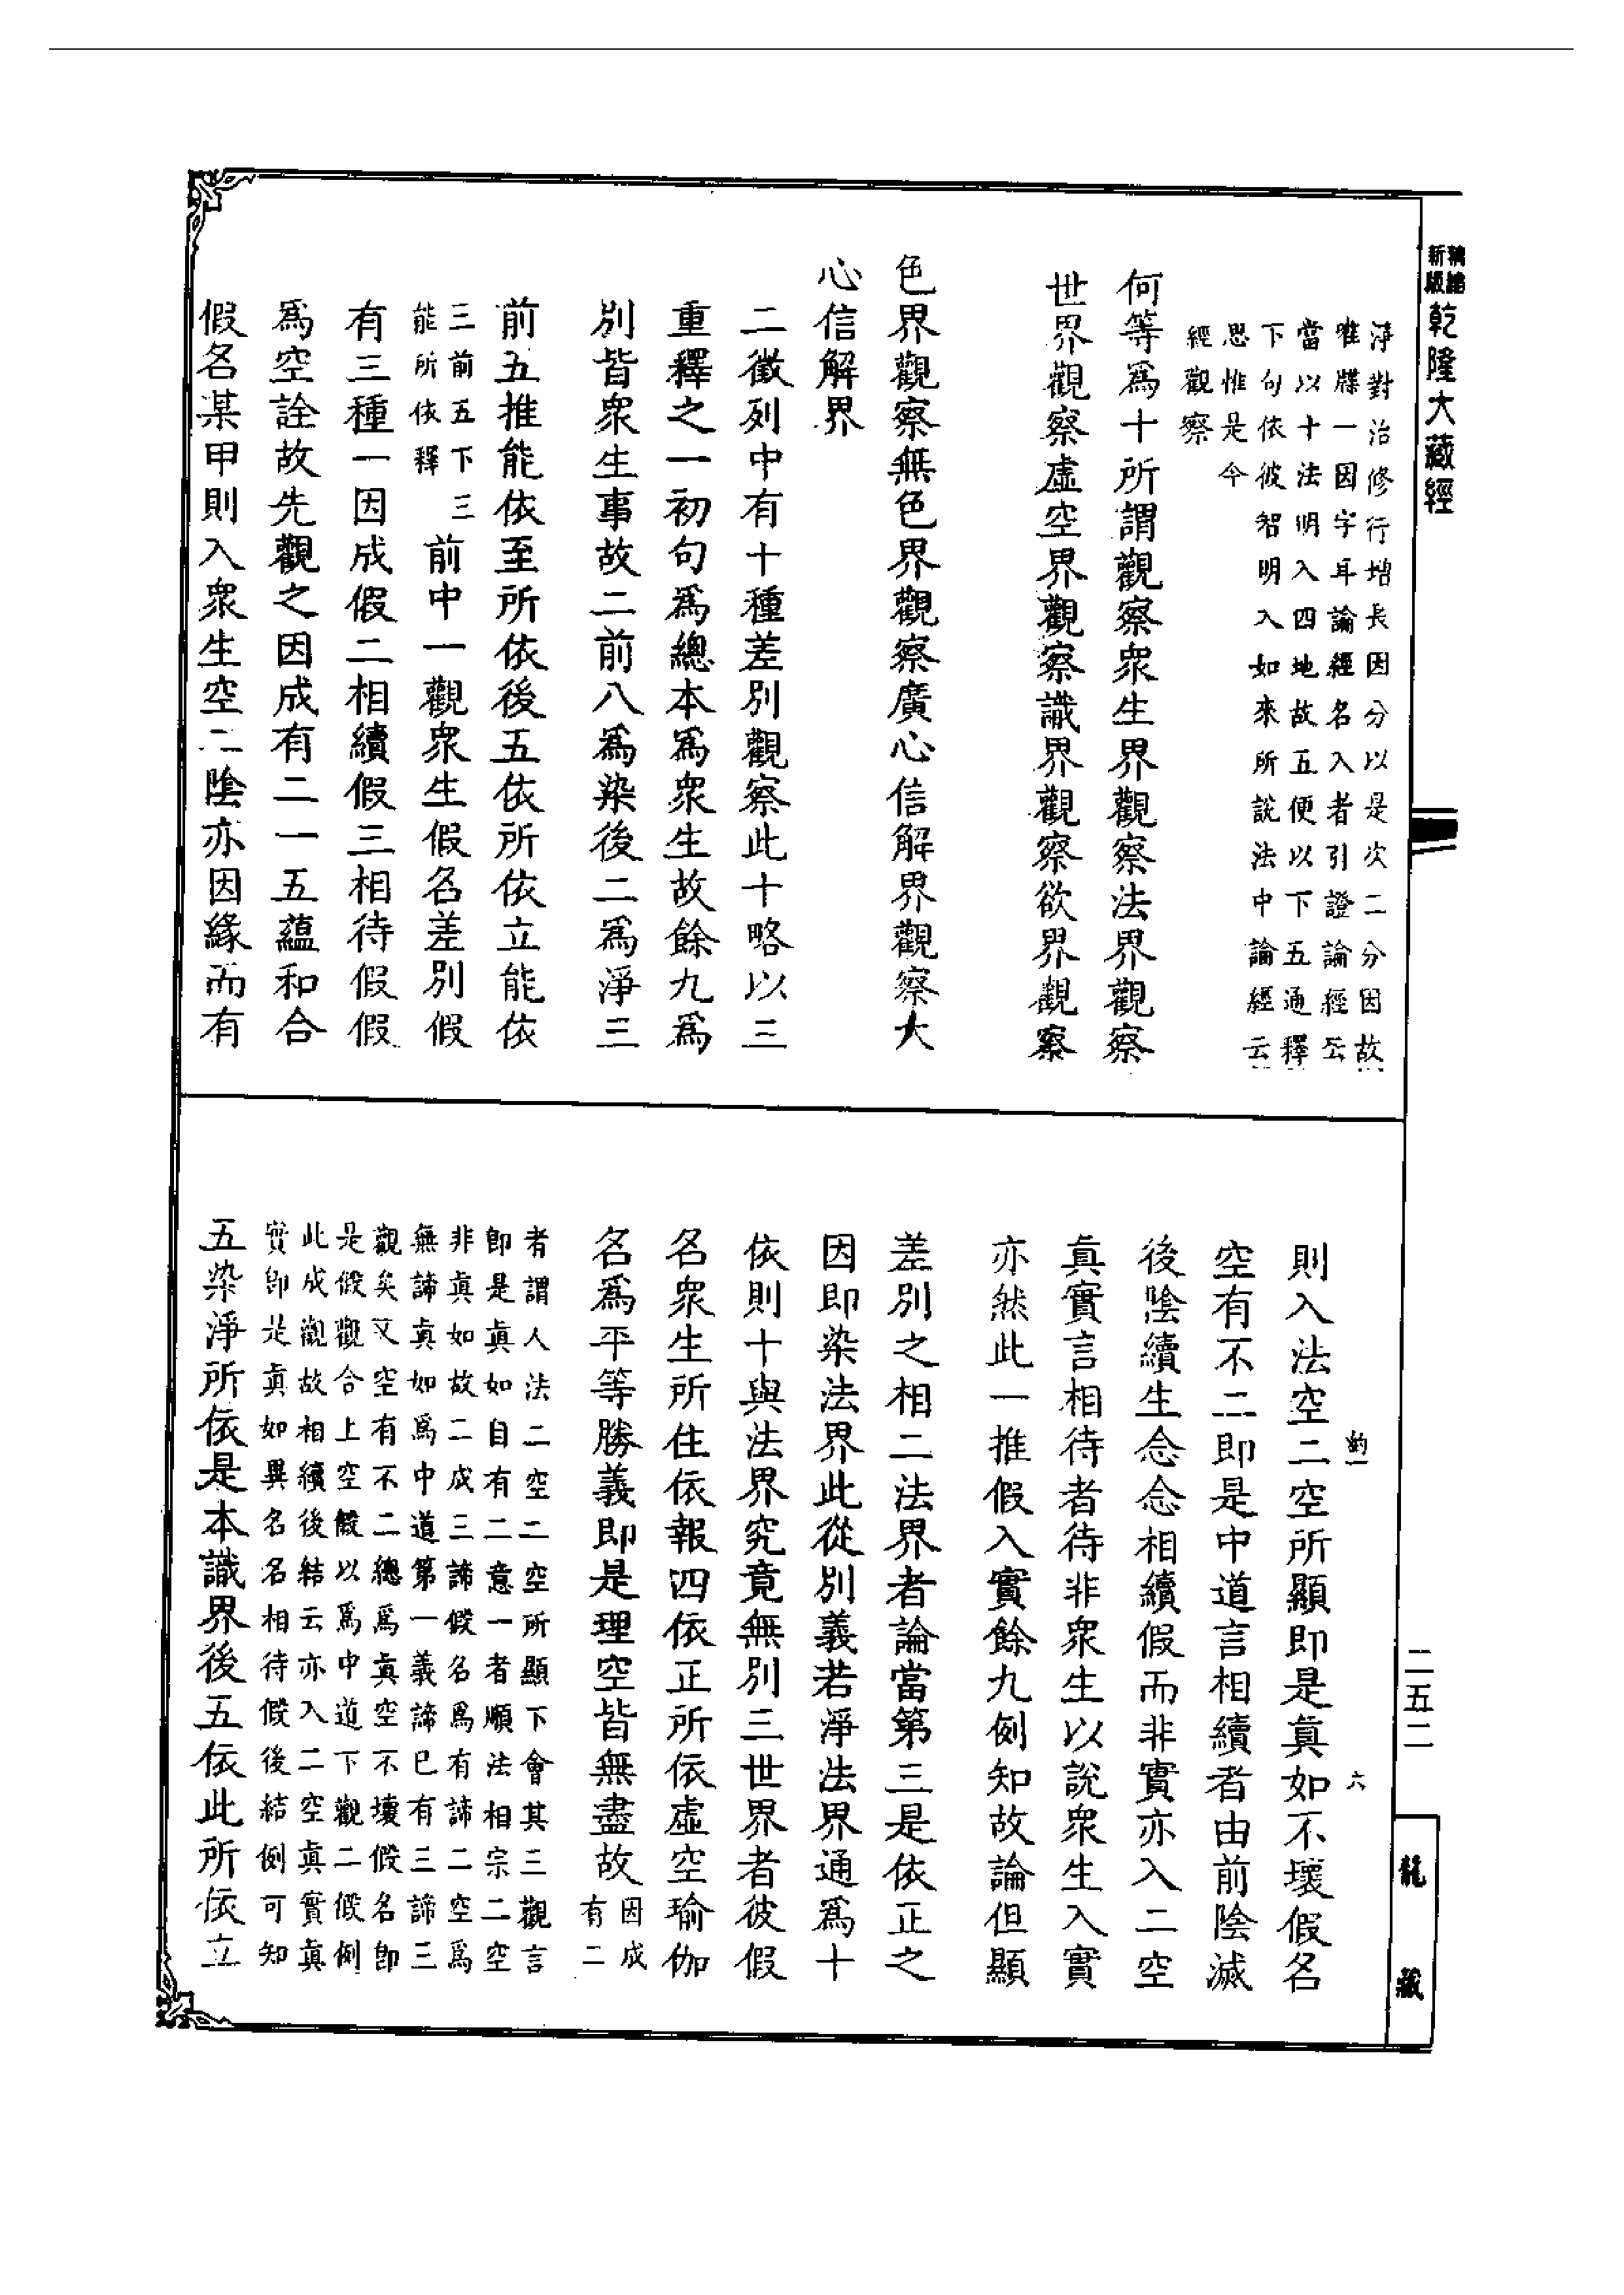 新版
精縮
乾隆大藏經
淨對治修行增長因分以是次二分因故
唯牒一因字耳論經名入者引證論經云
當以十法明入四地故五便以下五通釋
下句依彼智明入如來所說法中論經云
思惟是今
經觀察
何等爲十所謂觀察衆生界觀察法界觀察
世界觀察虛空界觀察識界觀察欲界觀察
色界觀察無色界觀察廣心信解界觀察大
心信解界
二徵列中有十種差別觀察此十略以三
重釋之一初句爲總本爲衆生故餘九爲
別皆衆生事故二前八爲染後二爲淨三
前五推能依至所依後五依所依立能依
三前五下三
能所依釋
前中一觀衆生假名差別假
有三種一因成假二相續假三相待假假
爲空詮故先觀之因成有二一五蘊和合
假名某甲則入衆生空二陰亦因緣而有
則入法空二空所顯即是眞如不壞假名
空有不二即是中道言相續者由前陰滅
後陰續生念念相續假而非實亦入二空
眞實言相待者待非衆生以說衆生入實
亦然此一推假入實餘九例知故論但顯
差別之相二法界者論當第三是依正之
因即染法界此從別義若淨法界通爲十
依則十與法界究竟無別三世界者彼假
名衆生所住依報四依正所依虛空瑜伽
名爲平等勝義即是理空皆無盡故
因成
有二
者謂人法二空二空所顯下會其三觀言
即是眞如自有二意一者順法相宗二空
非眞如故二成三諦假名爲有諦二空爲
無諦眞如爲中道第一義諦已有三諦三
觀矣又空有不二總爲眞空不壞假名即
是假觀合上空假以爲中道下觀二假例
此成觀故相續後結云亦入二空眞實眞
實即是眞如異名名相待假後結例可知
五染淨所依是本識界後五依此所依立
六
二五二
龍
藏